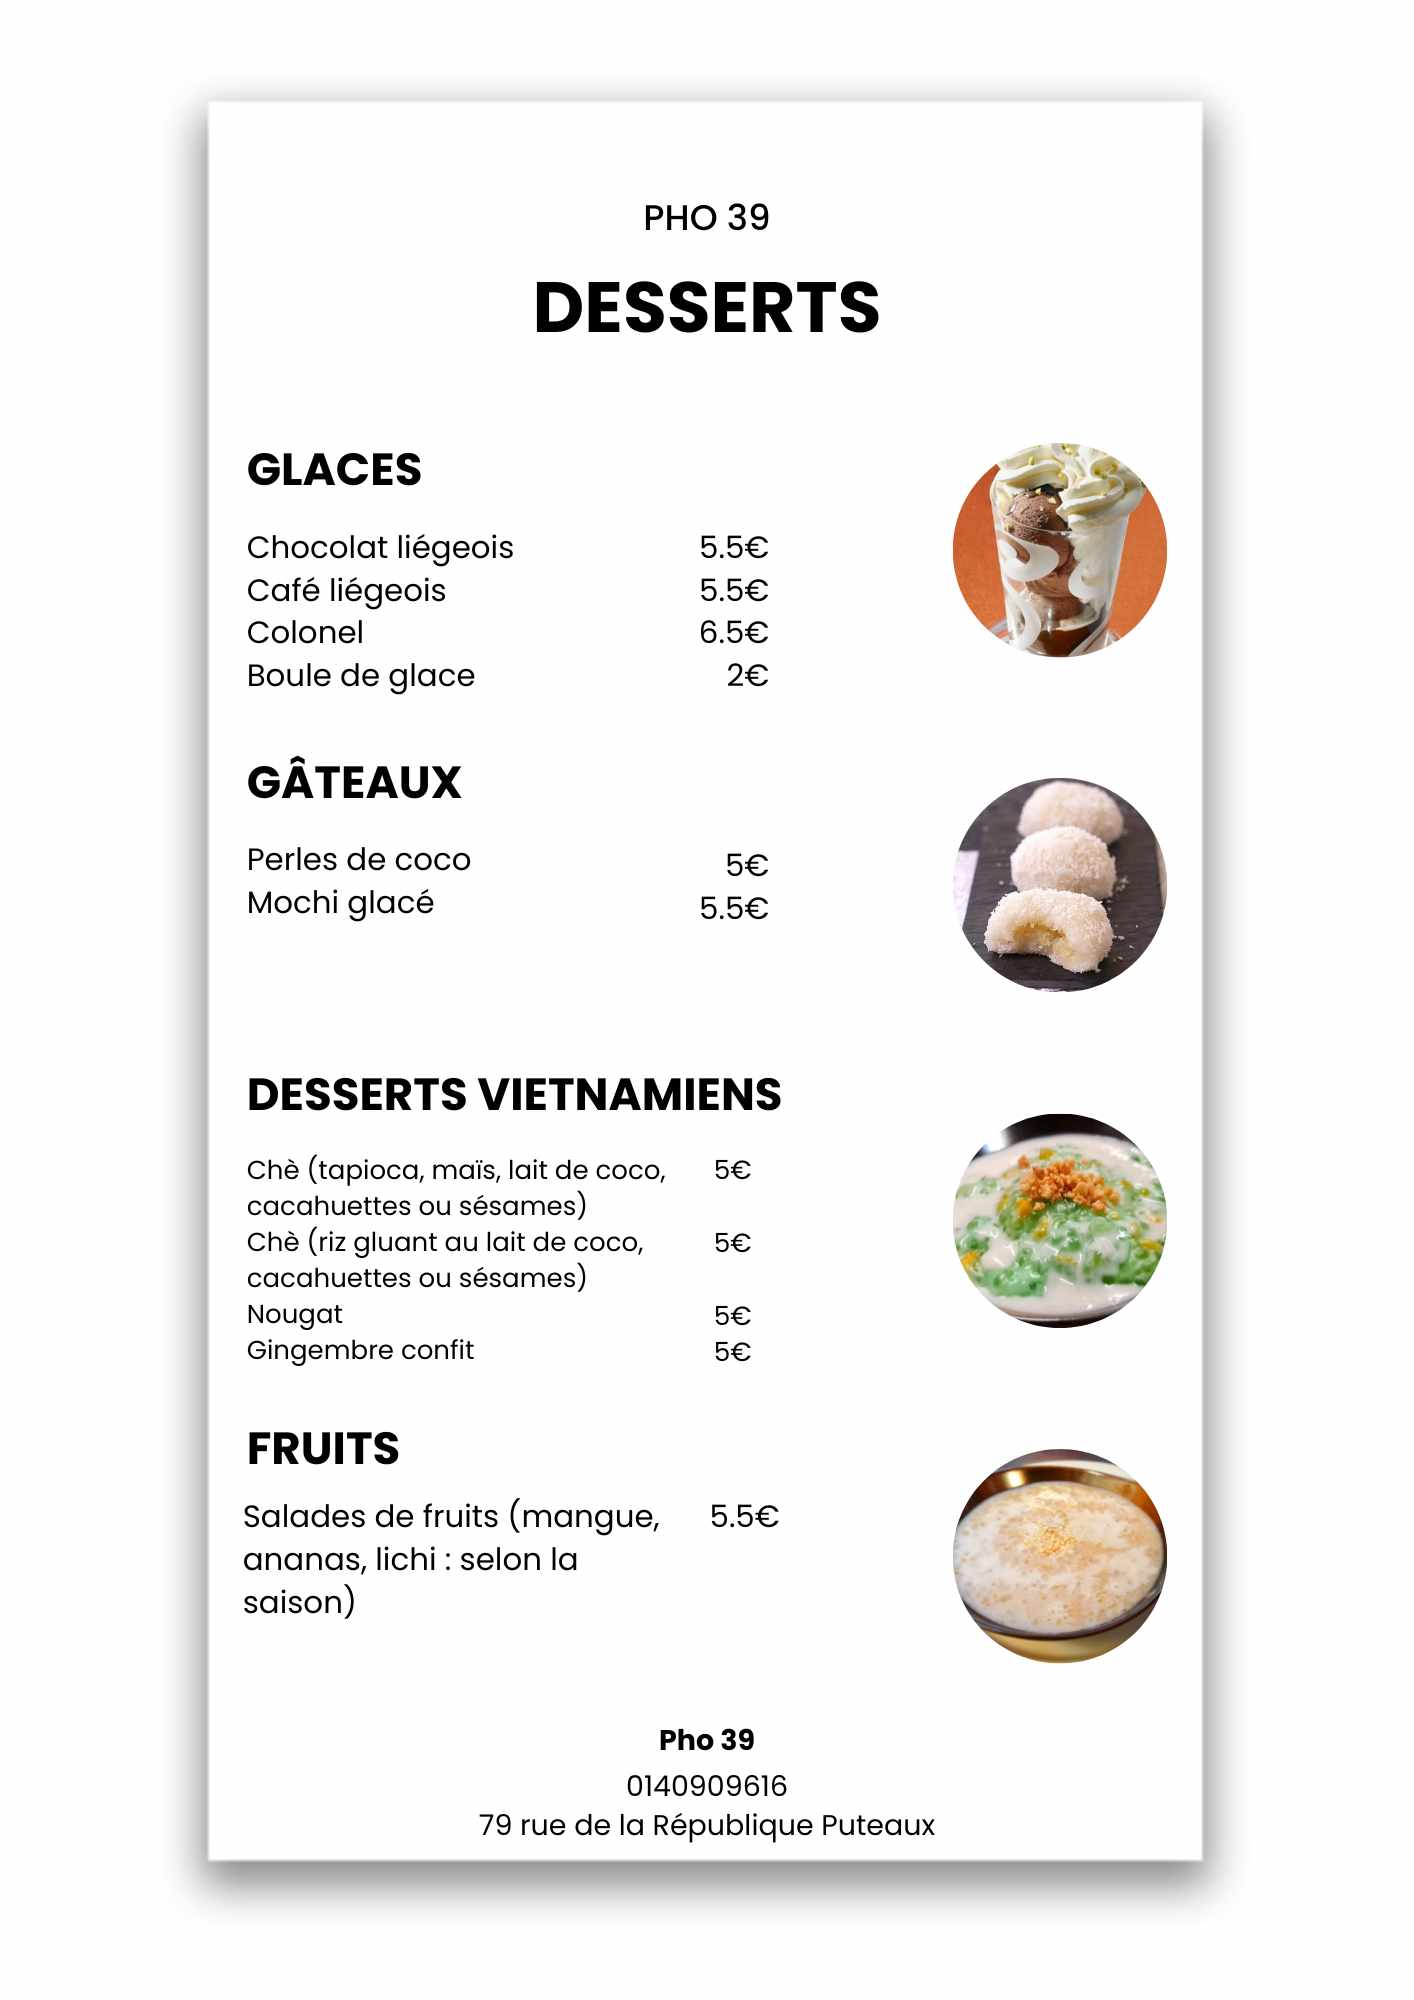 PHO 39
DESSERTS
GLACES
Chocolat liégeois 5.5€
Café liégeois 5.5€
Colonel 6.5€
Boule de glace 2€
GÂTEAUX
Perles de coco 5€
Mochi glacé 5.5€
DESSERTS VIETNAMIENS
Chè (tapioca, maïs, lait de coco, 5€
cacahuettes ou sésames)
Chè (riz gluant au lait de coco, 5€
cacahuettes ou sésames)
Nougat 5€
Gingembre confit 5€
FRUITS
Salades de fruits (mangue, 5.5€
ananas, lichi : selon la
saison)
Pho 39
0140909616
79 rue de la République Puteaux